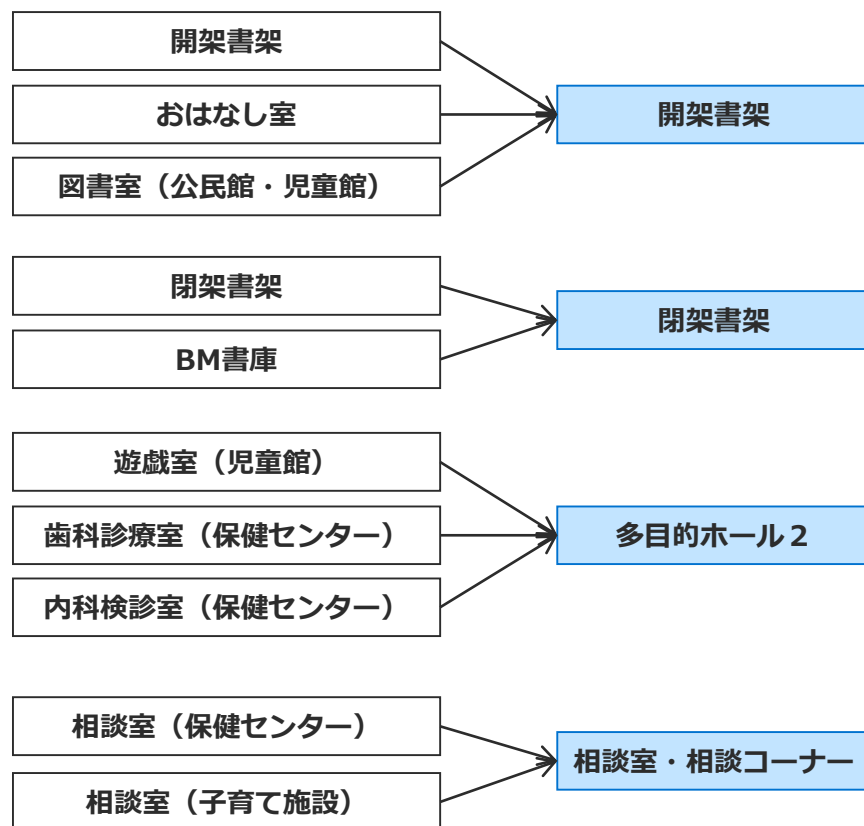 開架書架
おはなし室
図書室（公民館・児童館）
開架書架
閉架書架
BM書庫
閉架書架
遊戯室（児童館）
歯科診療室（保健センター）
内科検診室（保健センター）
多目的ホール２
相談室（保健センター）
相談室（子育て施設）
相談室・相談コーナー